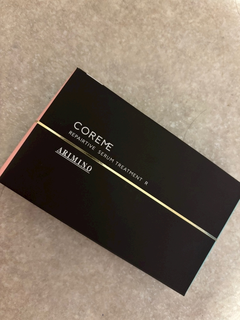 COREME
REPAIRTIVE SERUM TREATMENT R
ARIMINO